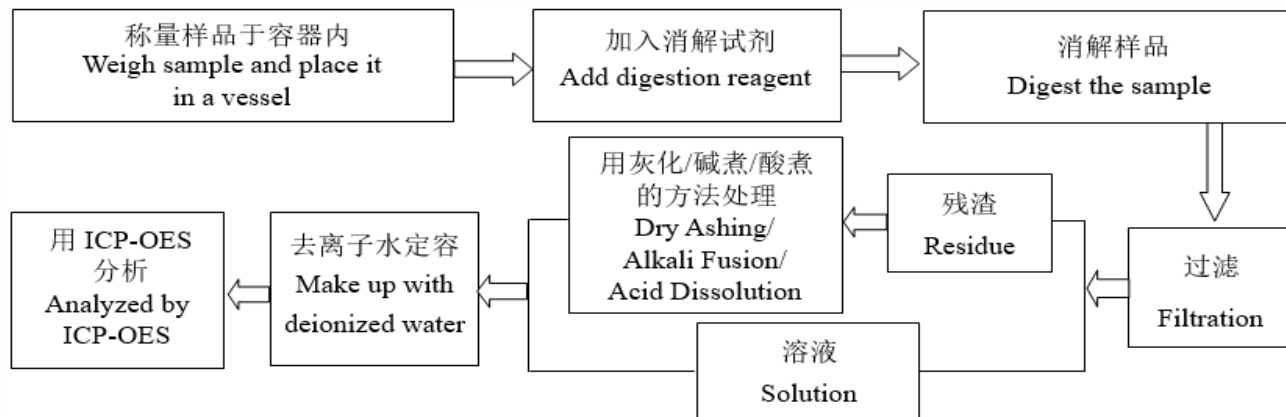 称量样品于容器内
Weigh sample and place it
in a vessel
加入消解试剂
Add digestion reagent
消解样品
Digest the sample
过滤
Filtration
残渣
Residue
用灰化/碱煮/酸煮
的方法处理
Dry Ashing/
Alkali Fusion/
Acid Dissolution
溶液
Solution
去离子水定容
Make up with
deionized water
用 ICP-OES
分析
Analyzed by
ICP-OES